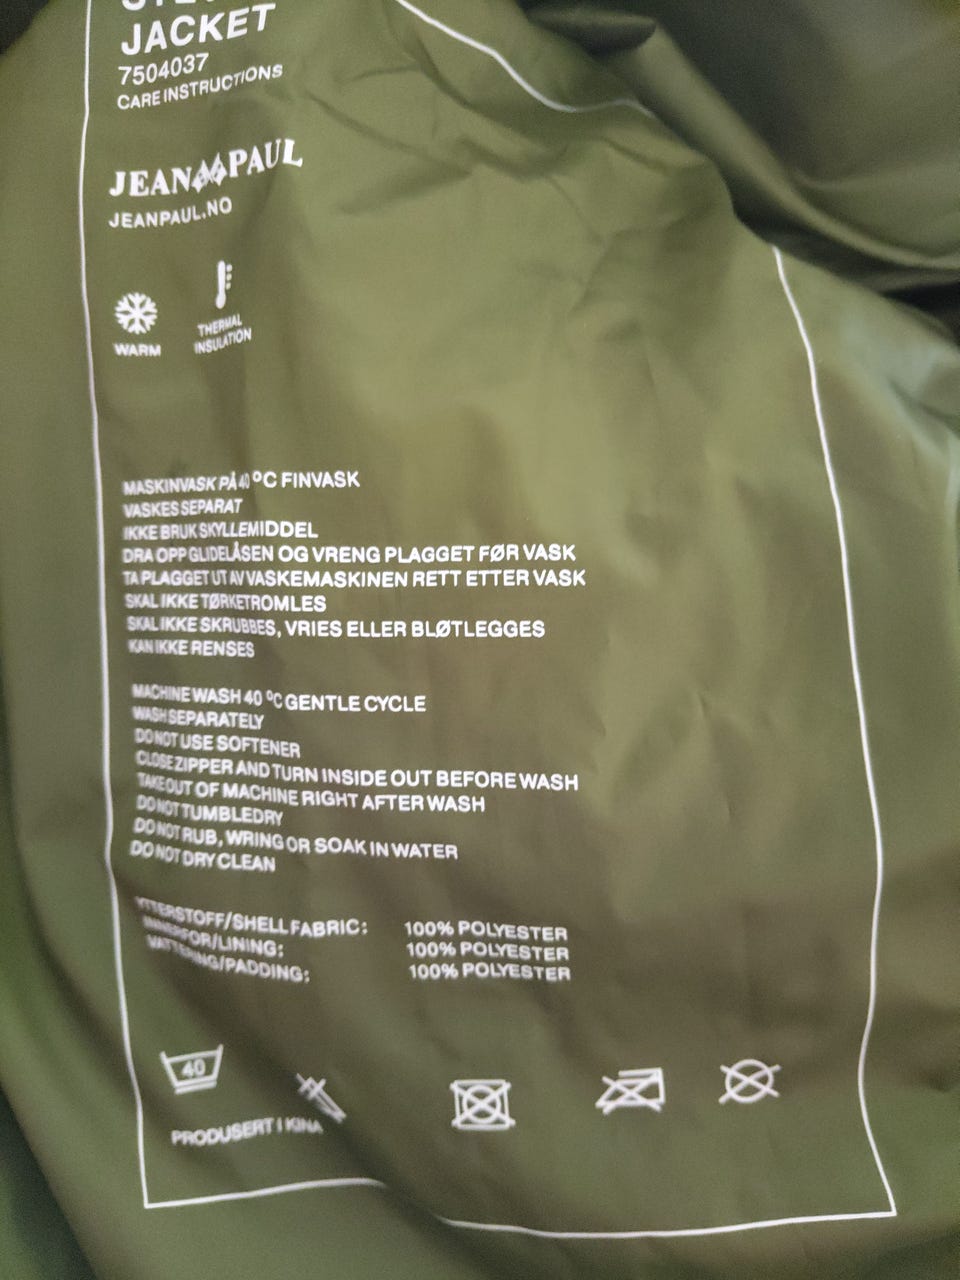 JACKET
7504037
CARE INSTRUCTIONS
JEAN PAUL
JEANPAUL.NO
WARM
THERMAL
INSULATION
MASKINVASK PÅ 40 °C FINVASK
VASKES SEPARAT
IKKE BRUK SKYLLEMIDDEL
DRA OPP GLIDELÅSEN OG VRENG PLAGGET FØR VASK
TA PLAGGET UT AV VASKEMASKINEN RETT ETTER VASK
SKAL IKKE TØRKETROMLES
SKAL IKKE SKRUBBES, VRIES ELLER BLØTLEGGES
KAN IKKE RENSES
MACHINE WASH 40 °C GENTLE CYCLE
WASH SEPARATELY
DO NOT USE SOFTENER
CLOSE ZIPPER AND TURN INSIDE OUT BEFORE WASH
TAKE OUT OF MACHINE RIGHT AFTER WASH
DO NOT TUMBLEDRY
DO NOT RUB, WRING OR SOAK IN WATER
DO NOT DRY CLEAN
YTTERSTOFF/SHELL FABRIC: 100% POLYESTER
INNERFOR/LINING: 100% POLYESTER
VATTERING/PADDING: 100% POLYESTER
40
PRODUSERT I KINA